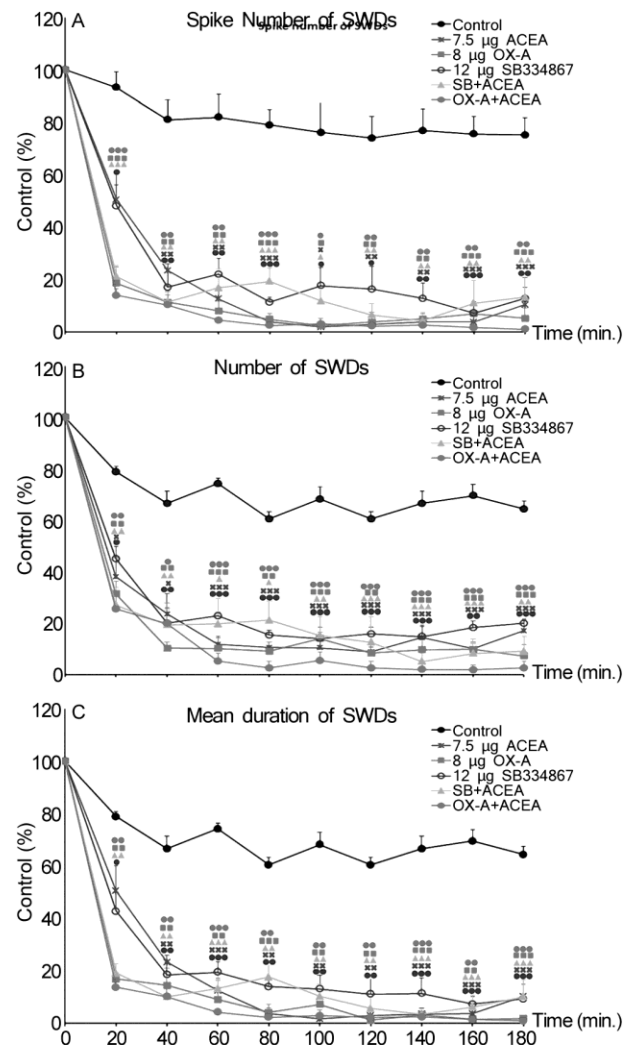 A
Spike Number of SWDs
Spike number of SWDs
Control
7.5 µg ACEA
8 µg OX-A
12 µg SB334867
SB+ACEA
OX-A+ACEA
Control (%)
120
100
80
60
40
20
0
Time (min.)
B
Number of SWDs
Control
7.5 µg ACEA
8 µg OX-A
12 µg SB334867
SB+ACEA
OX-A+ACEA
Control (%)
120
100
80
60
40
20
0
Time (min.)
C
Mean duration of SWDs
Control
7.5 µg ACEA
8 µg OX-A
12 µg SB334867
SB+ACEA
OX-A+ACEA
Control (%)
120
100
80
60
40
20
0
Time (min.)
0 20 40 60 80 100 120 140 160 180